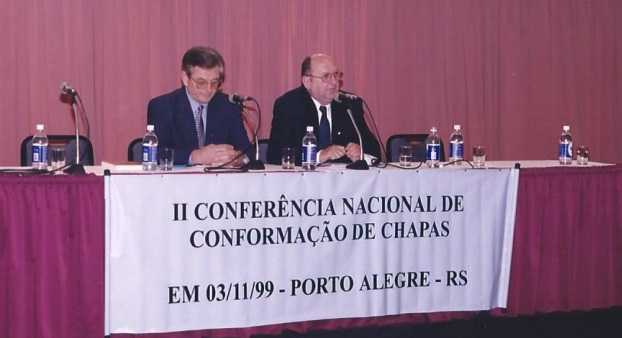 II CONFERÊNCIA NACIONAL DE
CONFORMAÇÃO DE CHAPAS
EM 03/11/99 - PORTO ALEGRE - RS